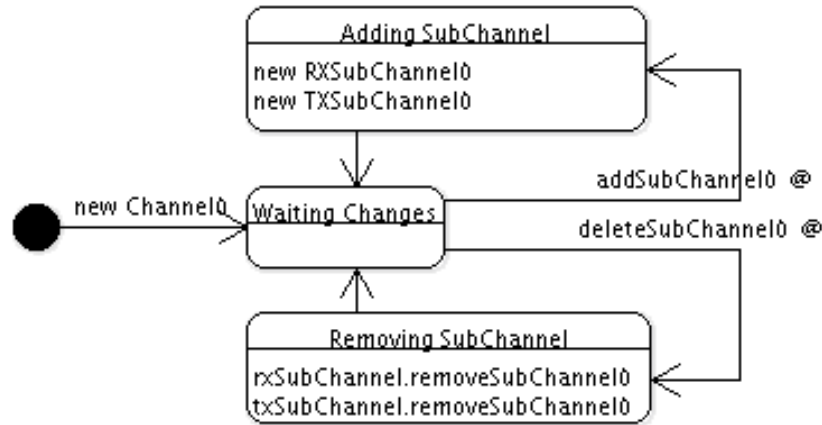 Adding SubChannel
new RXSubChannel()
new TXSubChannel()
addSubChannel() @
new Channel()
Waiting Changes
deleteSubChannel() @
Removing SubChannel
rxSubChannel.removeSubChannel()
txSubChannel.removeSubChannel()